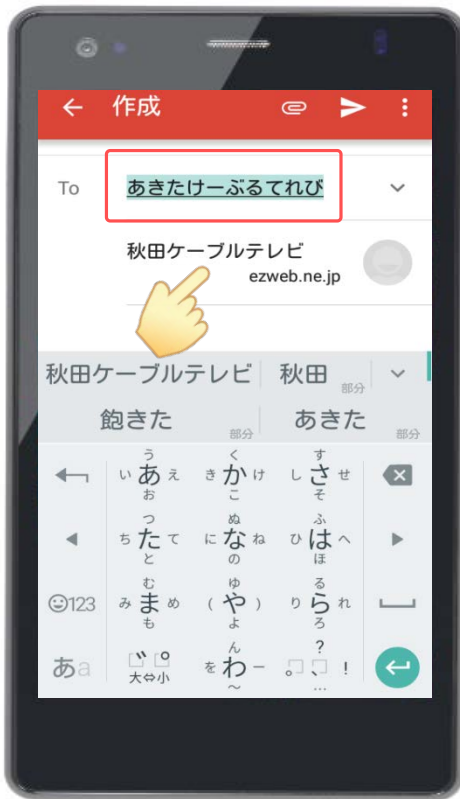 作成
To あきたけーぶるてれび
秋田ケーブルテレビ
ezweb.ne.jp
秋田ケーブルテレビ 秋田 部分
飽きた 部分 あきた 部分
う く す
い あ え き か け し さ せ
お こ そ
つ ぬ ふ
ち た て に な ね ひ は へ
と の ほ
む ゆ る
☺123 み ま め ( や ) り ら れ
も よ ろ
ん ?
あa 大⇔小 を わ ー 。 、 !
~ …